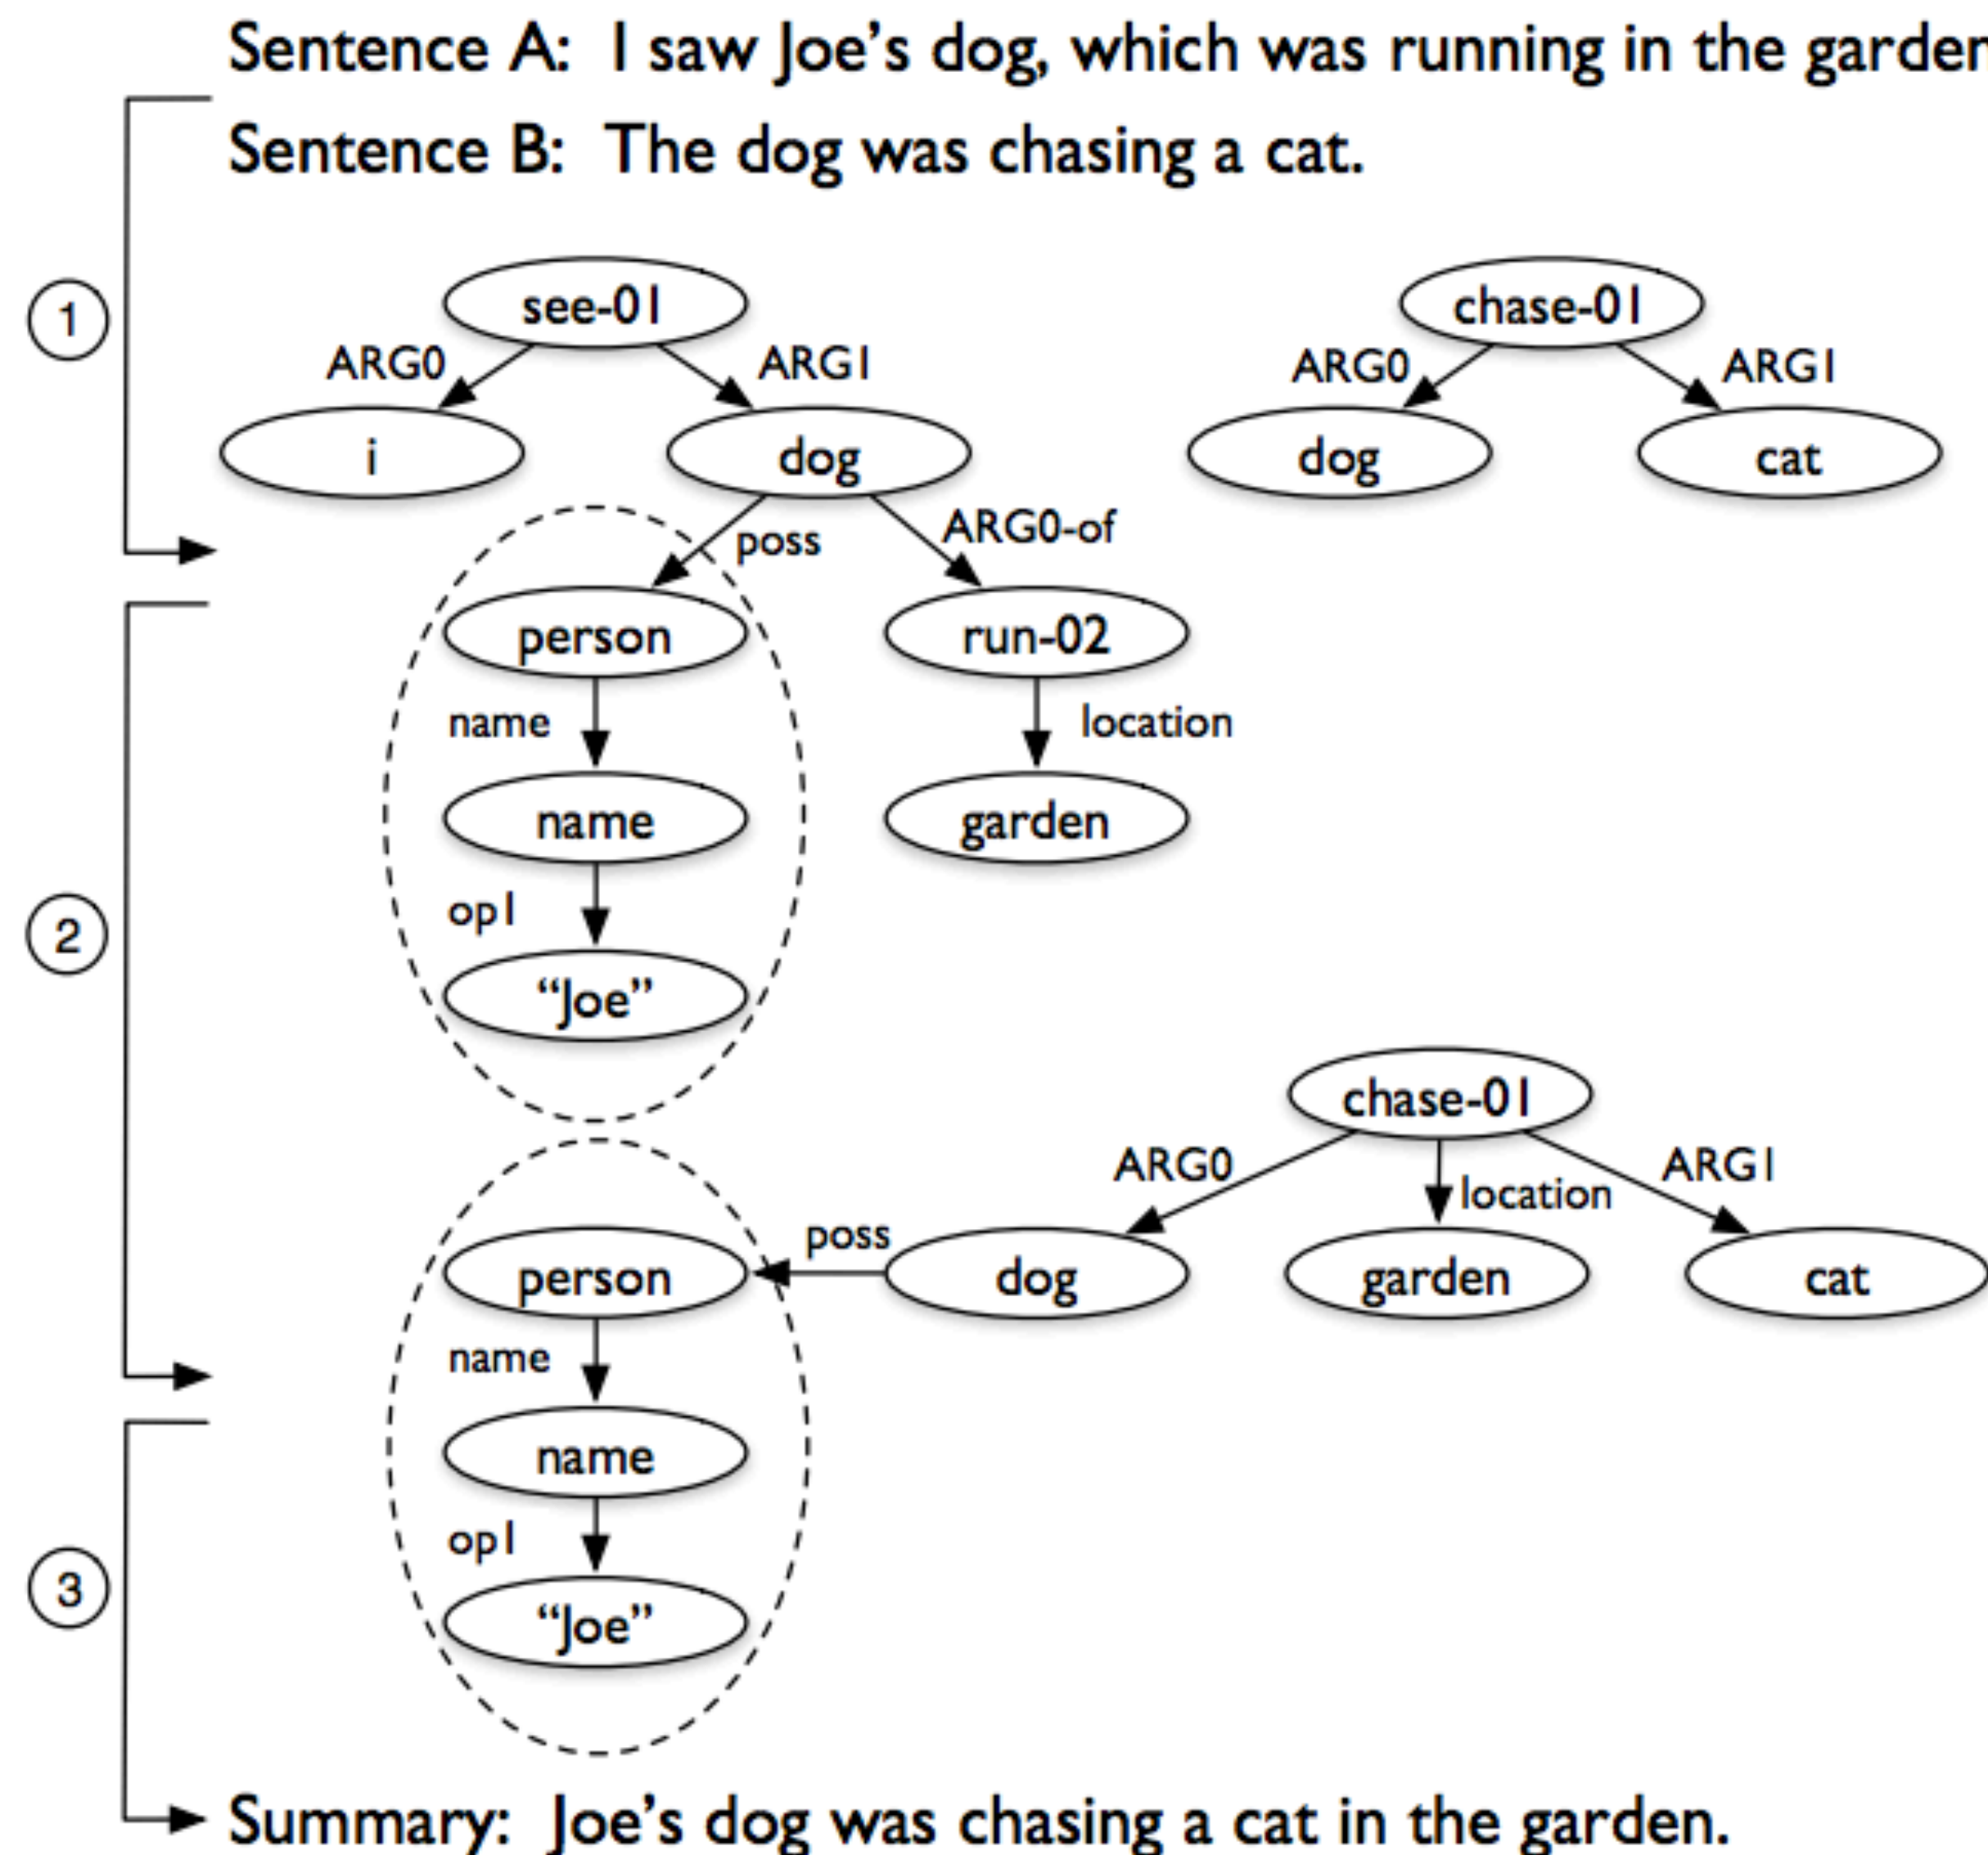 Sentence A: I saw Joe's dog, which was running in the garden
Sentence B: The dog was chasing a cat.
1
see-01
chase-01
ARG0
ARG1
ARG0
ARG1
i
dog
dog
cat
poss
ARG0-of
person
run-02
name
location
name
garden
2
op1
“Joe”
chase-01
ARG0
location
ARG1
poss
person
dog
garden
cat
name
name
op1
3
“Joe”
Summary: Joe's dog was chasing a cat in the garden.